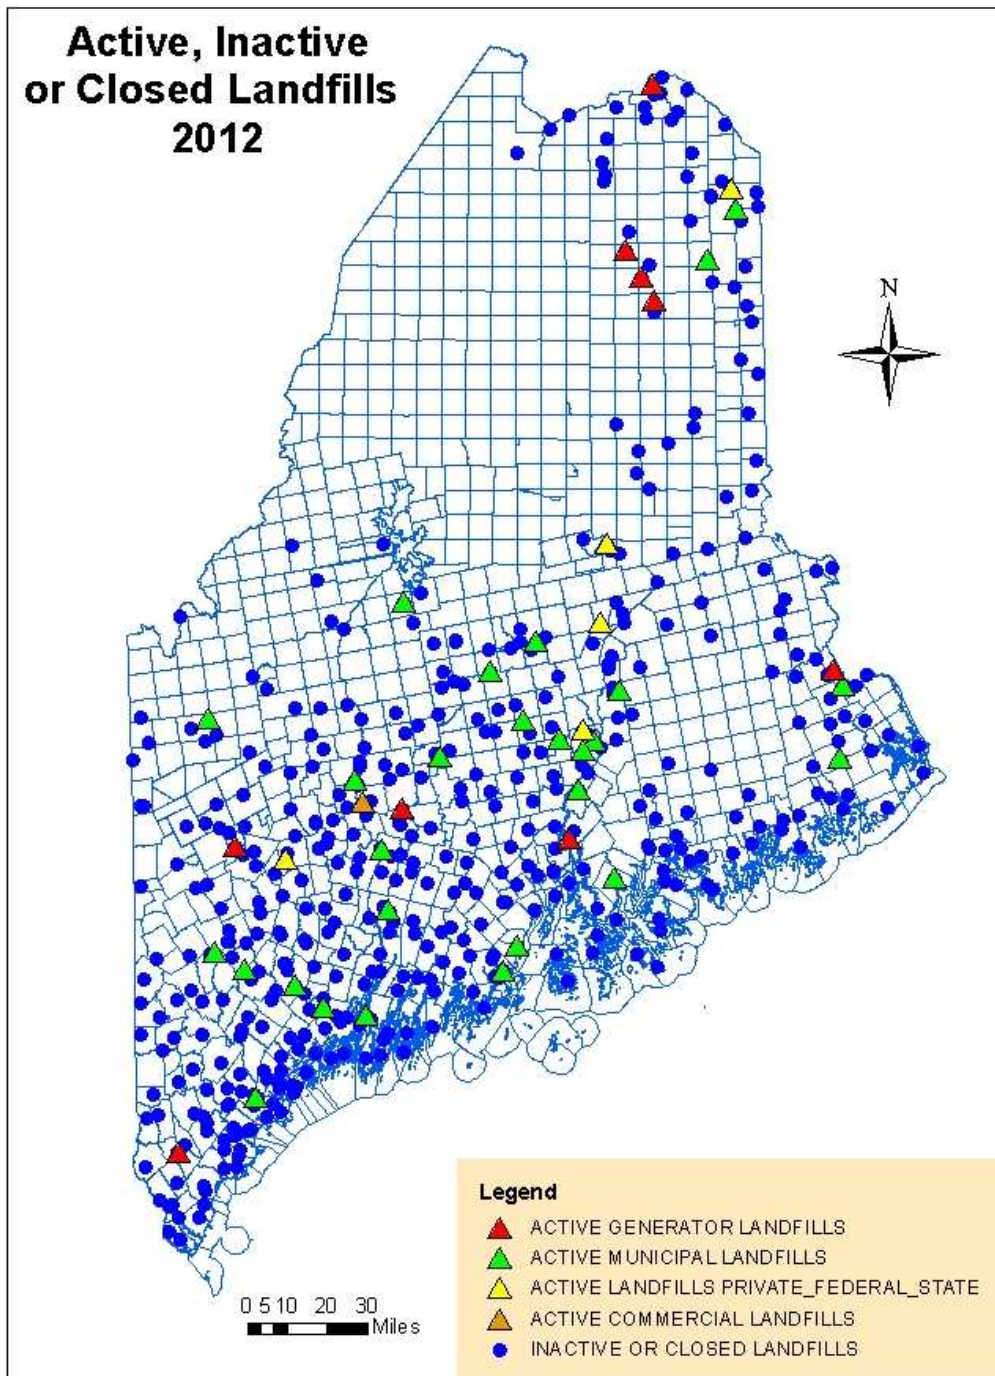 Active, Inactive
or Closed Landfills
2012
N
Legend
ACTIVE GENERATOR LANDFILLS
ACTIVE MUNICIPAL LANDFILLS
ACTIVE LANDFILLS PRIVATE_FEDERAL_STATE
ACTIVE COMMERCIAL LANDFILLS
INACTIVE OR CLOSED LANDFILLS
0 5 10 20 30
Miles